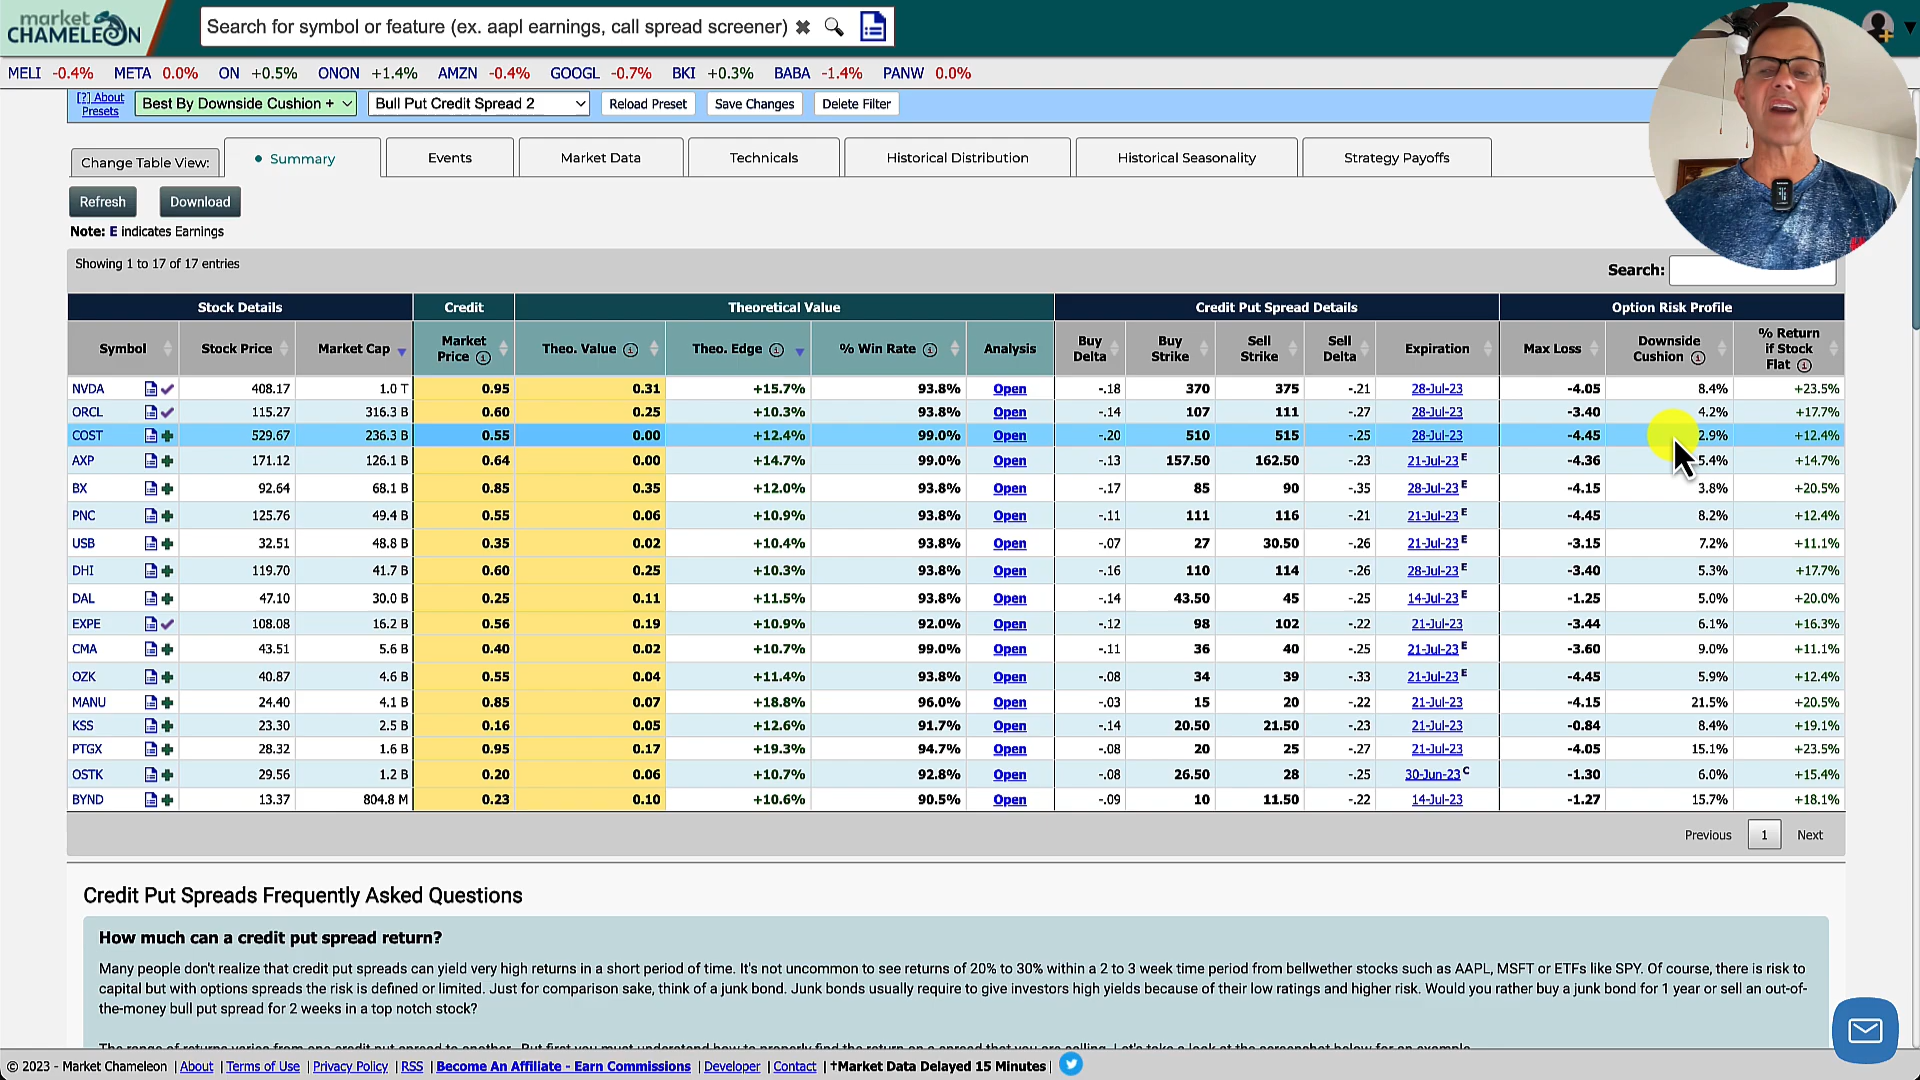 market
CHAMELEON
Search for symbol or feature (ex. aapl earnings, call spread screener)
MELI -0.4% META 0.0% ON +0.5% ONON +1.4% AMZN -0.4% GOOGL -0.7% BKI +0.3% BABA -1.4% PANW 0.0%
[?] About Presets Best By Downside Cushion + Bull Put Credit Spread 2 Reload Preset Save Changes Delete Filter
Change Table View: Summary Events Market Data Technicals Historical Distribution Historical Seasonality Strategy Payoffs
Refresh Download
Note: E indicates Earnings
Showing 1 to 17 of 17 entries
Search:
Stock Details Credit Theoretical Value Credit Put Spread Details Option Risk Profile
Symbol Stock Price Market Cap Market Price Theo. Value Theo. Edge % Win Rate Analysis Buy Delta Buy Strike Sell Strike Sell Delta Expiration Max Loss Downside Cushion % Return if Stock Flat
NVDA 408.17 1.0 T 0.95 0.31 +15.7% 93.8% Open -.18 370 375 -.21 28-Jul-23 -4.05 8.4% +23.5%
ORCL 115.27 316.3 B 0.60 0.25 +10.3% 93.8% Open -.14 107 111 -.27 28-Jul-23 -3.40 4.2% +17.7%
COST 529.67 236.3 B 0.55 0.00 +12.4% 99.0% Open -.20 510 515 -.25 28-Jul-23 -4.45 2.9% +12.4%
AXP 171.12 126.1 B 0.64 0.00 +14.7% 99.0% Open -.13 157.50 162.50 -.23 21-Jul-23 E -4.36 5.4% +14.7%
BX 92.64 68.1 B 0.85 0.35 +12.0% 93.8% Open -.17 85 90 -.35 28-Jul-23 E -4.15 3.8% +20.5%
PNC 125.76 49.4 B 0.55 0.06 +10.9% 93.8% Open -.11 111 116 -.21 21-Jul-23 E -4.45 8.2% +12.4%
USB 32.51 48.8 B 0.35 0.02 +10.4% 93.8% Open -.07 27 30.50 -.26 21-Jul-23 E -3.15 7.2% +11.1%
DHI 119.70 41.7 B 0.60 0.25 +10.3% 93.8% Open -.16 110 114 -.26 28-Jul-23 E -3.40 5.3% +17.7%
DAL 47.10 30.0 B 0.25 0.11 +11.5% 93.8% Open -.14 43.50 45 -.25 14-Jul-23 E -1.25 5.0% +20.0%
EXPE 108.08 16.2 B 0.56 0.19 +10.9% 92.0% Open -.12 98 102 -.22 21-Jul-23 -3.44 6.1% +16.3%
CMA 43.51 5.6 B 0.40 0.02 +10.7% 99.0% Open -.11 36 40 -.25 21-Jul-23 E -3.60 9.0% +11.1%
OZK 40.87 4.6 B 0.55 0.04 +11.4% 93.8% Open -.08 34 39 -.33 21-Jul-23 E -4.45 5.9% +12.4%
MANU 24.40 4.1 B 0.85 0.07 +18.8% 96.0% Open -.03 15 20 -.22 21-Jul-23 -4.15 21.5% +20.5%
KSS 23.30 2.5 B 0.16 0.05 +12.6% 91.7% Open -.14 20.50 21.50 -.23 21-Jul-23 -0.84 8.4% +19.1%
PTGX 28.32 1.6 B 0.95 0.17 +19.3% 94.7% Open -.08 20 25 -.27 21-Jul-23 -4.05 15.1% +23.5%
OSTK 29.56 1.2 B 0.20 0.06 +10.7% 92.8% Open -.08 26.50 28 -.25 30-Jun-23 C -1.30 6.0% +15.4%
BYND 13.37 804.8 M 0.23 0.10 +10.6% 90.5% Open -.09 10 11.50 -.22 14-Jul-23 -1.27 15.7% +18.1%
Previous 1 Next
Credit Put Spreads Frequently Asked Questions
How much can a credit put spread return?
Many people don't realize that credit put spreads can yield very high returns in a short period of time. It's not uncommon to see returns of 20% to 30% within a 2 to 3 week time period from bellwether stocks such as AAPL, MSFT or ETFs like SPY. Of course, there is risk to
capital but with options spreads the risk is defined or limited. Just for comparison sake, think of a junk bond. Junk bonds usually require to give investors high yields because of their low ratings and higher risk. Would you rather buy a junk bond for 1 year or sell an out-of-
the-money bull put spread for 2 weeks in a top notch stock?
The range of returns varies from one credit put spread to another. But first you must understand how to properly find the return on a spread that you are selling. Let's take a look at the screenshot below for an example.
© 2023 - Market Chameleon | About | Terms of Use | Privacy Policy | RSS | Become An Affiliate - Earn Commissions | Developer | Contact | †Market Data Delayed 15 Minutes |